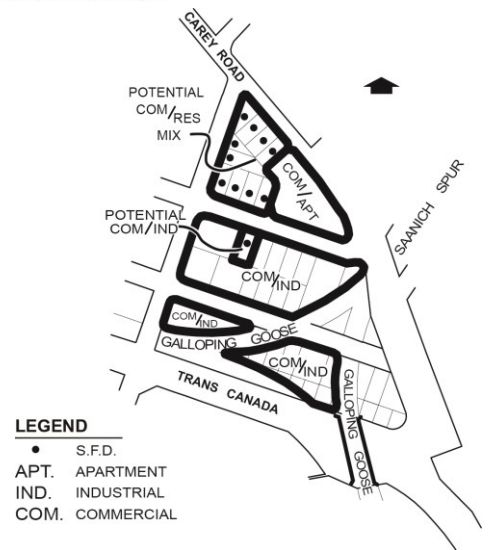 CAREY ROAD
POTENTIAL
COM/RES
MIX
COM/APT
SAANICH SPUR
POTENTIAL
COM/IND
COM/IND
COM/IND
GALLOPING GOOSE
COM/IND
TRANS CANADA
GALLOPING GOOSE
LEGEND
• S.F.D.
APT. APARTMENT
IND. INDUSTRIAL
COM. COMMERCIAL